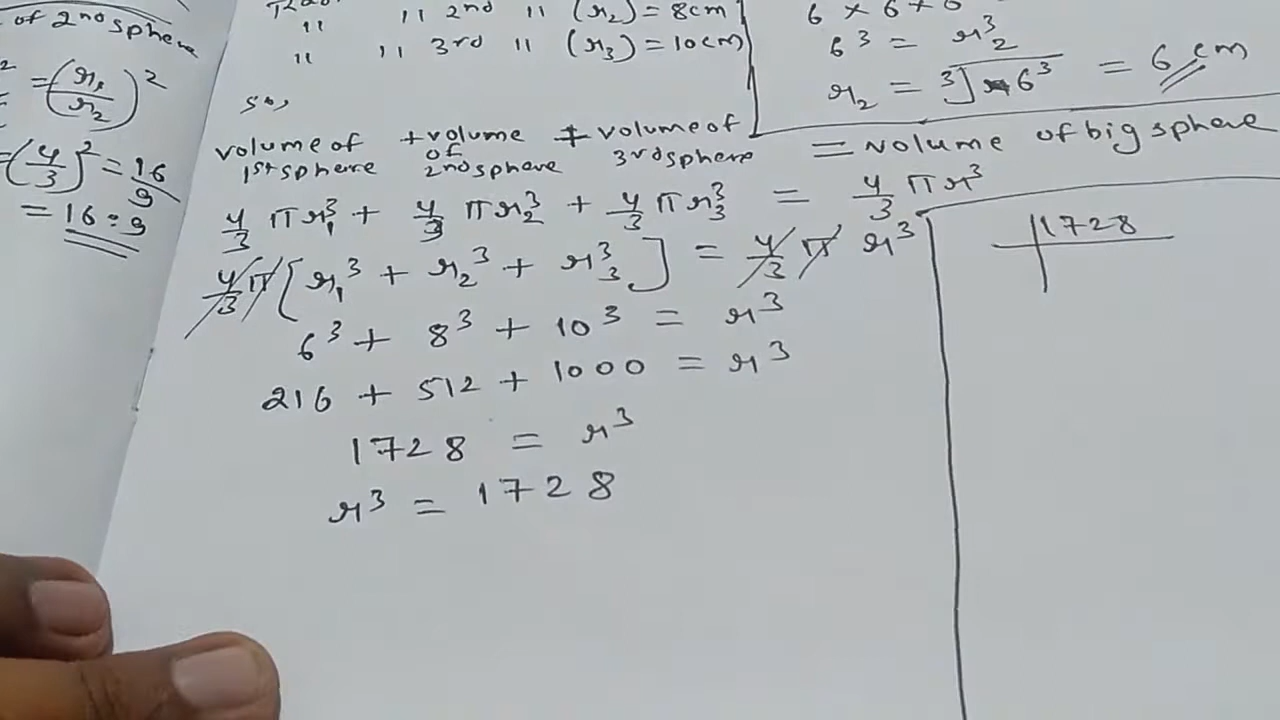 of 2nd sphere
2 = (r1/r2)²
= (4/3)² = 16/9
= 16:9
" " 2nd " (r₂) = 8cm
" " 3rd " (r₃) = 10cm
so,
volume of 1st sphere + volume of 2nd sphere + volume of 3rd sphere = volume of big sphere
4/3 πr₁³ + 4/3 πr₂³ + 4/3 πr₃³ = 4/3 πr³
4/3 π[r₁³ + r₂³ + r₃³] = 4/3 π r³
6³ + 8³ + 10³ = r³
216 + 512 + 1000 = r³
1728 = r³
r³ = 1728
6 × 6 × 6
6³ = r₂³
r₂ = ³√6³ = 6 cm
1728